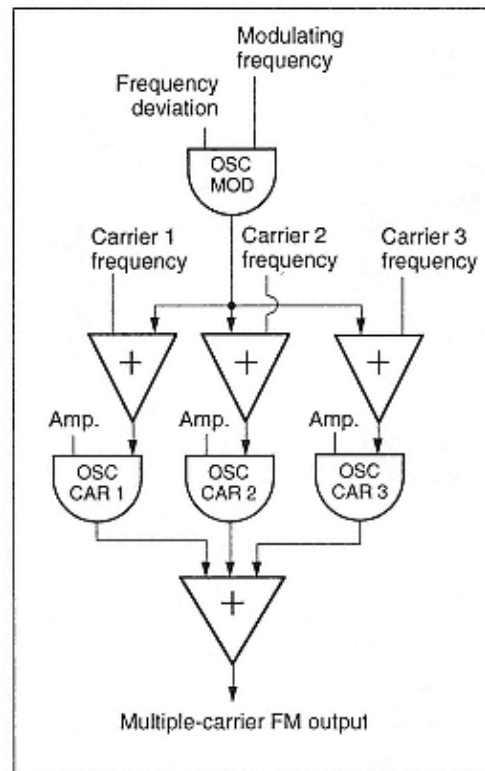 Modulating
frequency
Frequency
deviation
OSC
MOD
Carrier 1
frequency
Carrier 2
frequency
Carrier 3
frequency
+
+
+
Amp.
Amp.
Amp.
OSC
CAR 1
OSC
CAR 2
OSC
CAR 3
+
Multiple-carrier FM output